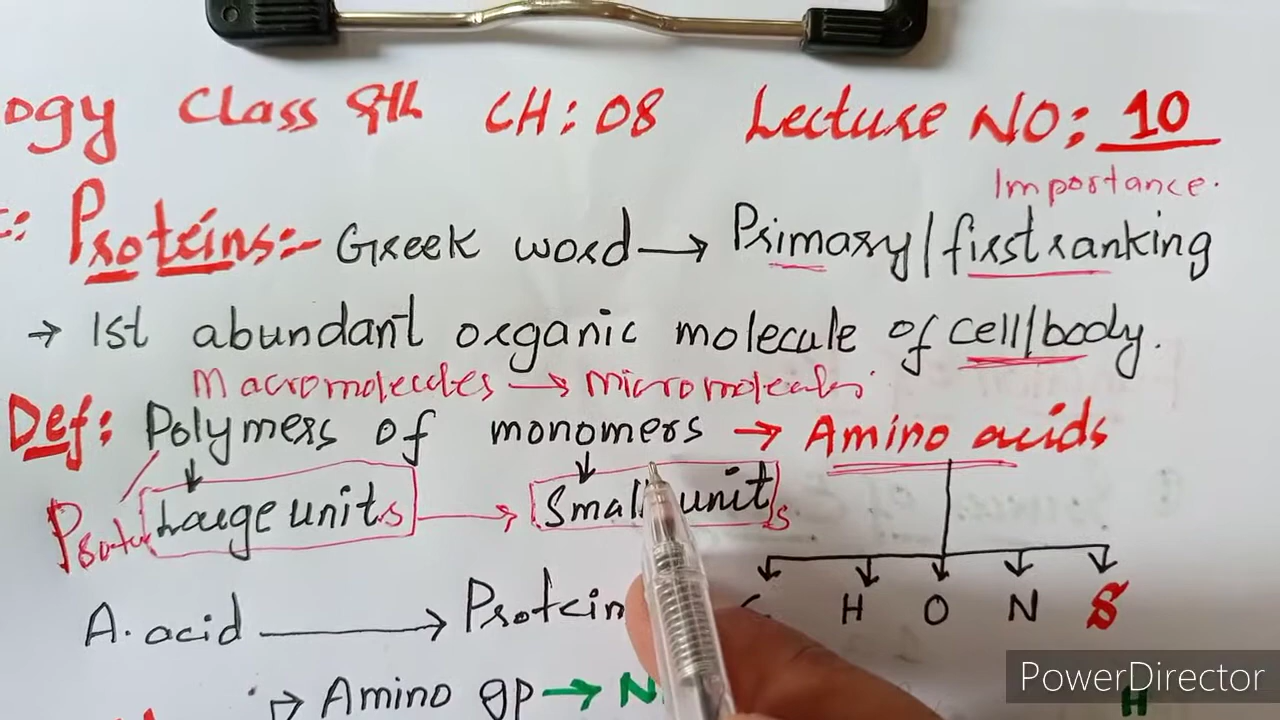 ogy Class 9th CH: 08 Lecture NO: 10
Importance.
Proteins:- Greek word → Primary/first ranking
→ 1st abundant organic molecule of cell/body.
Macromolecules → micromolecules
Def: Polymers of monomers → Amino acids
Large units → Small units
C H O N S
A. acid → Protein
→ Amino gp → N
H
PowerDirector